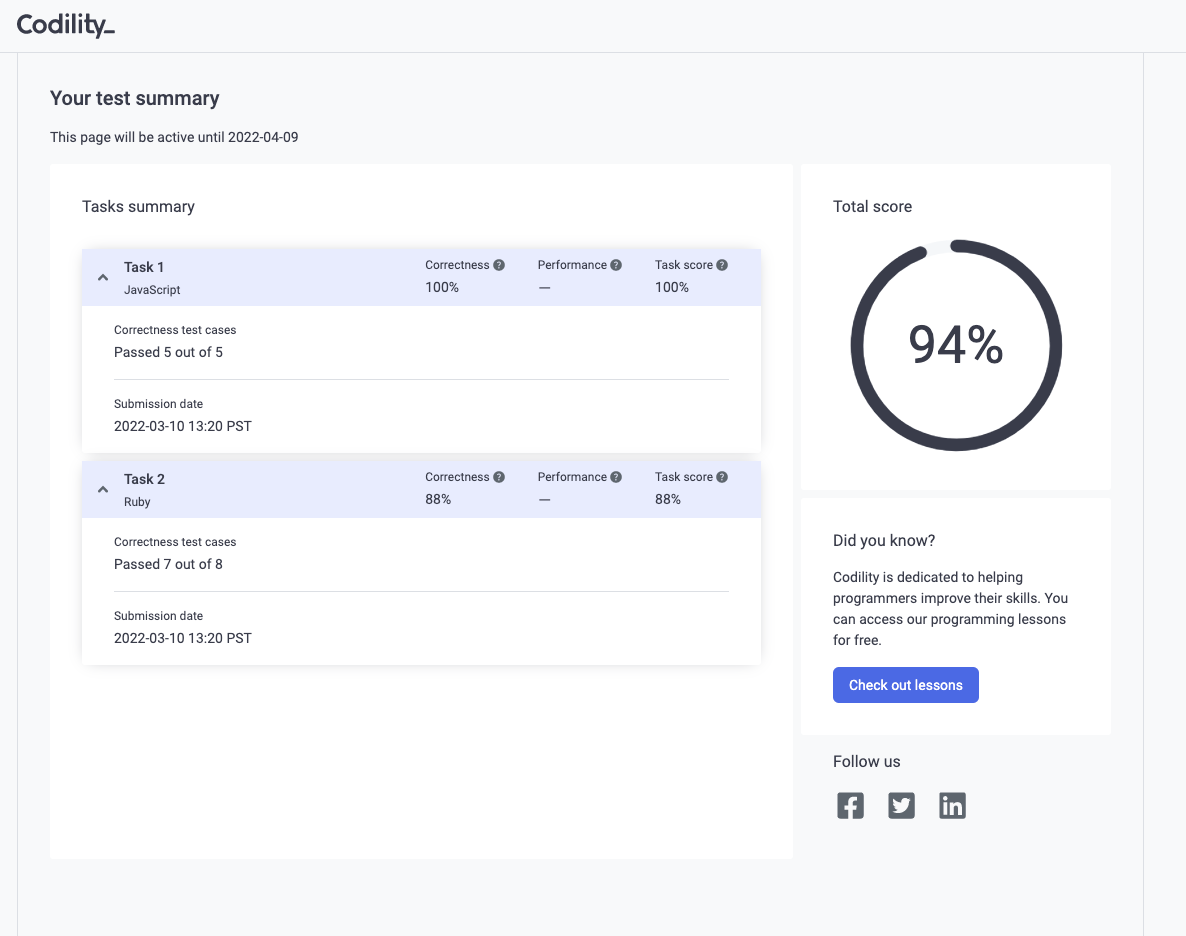 Codility_
Your test summary
This page will be active until 2022-04-09
Tasks summary
Task 1
JavaScript
Correctness ?
100%
Performance ?
—
Task score ?
100%
Correctness test cases
Passed 5 out of 5
Submission date
2022-03-10 13:20 PST
Task 2
Ruby
Correctness ?
88%
Performance ?
—
Task score ?
88%
Correctness test cases
Passed 7 out of 8
Submission date
2022-03-10 13:20 PST
Total score
94%
Did you know?
Codility is dedicated to helping
programmers improve their skills. You
can access our programming lessons
for free.
Check out lessons
Follow us